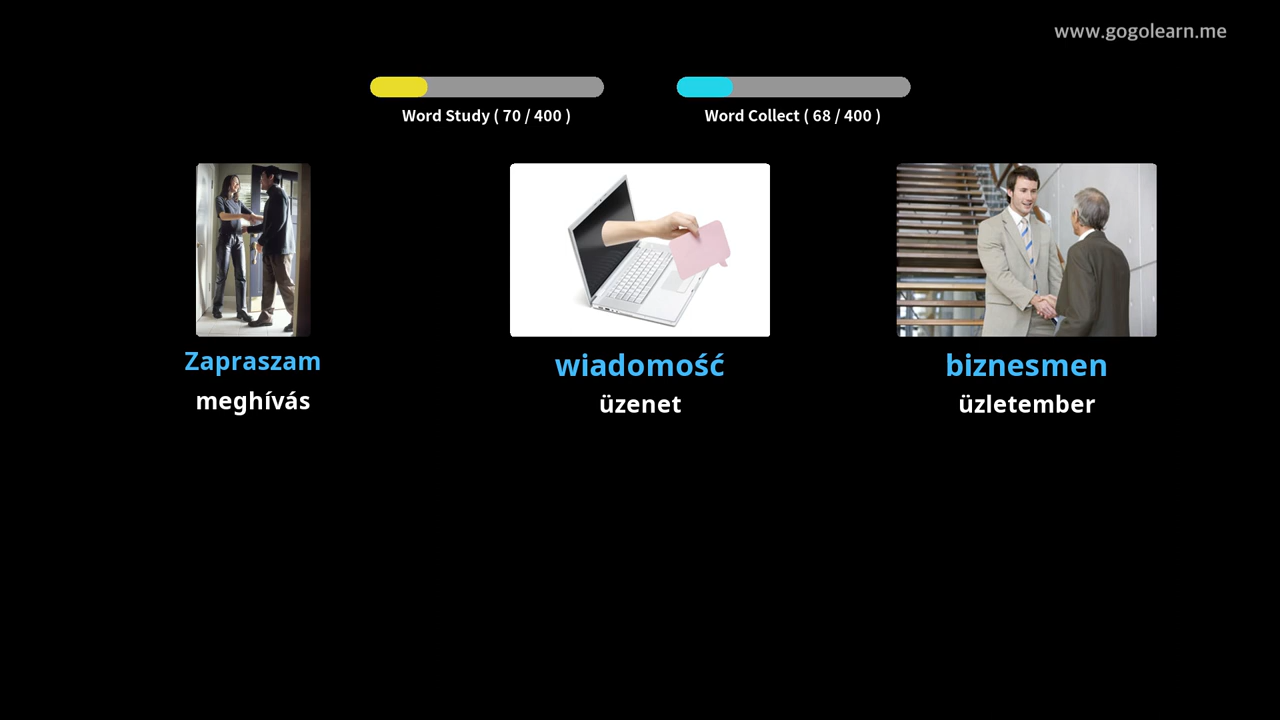 www.gogolearn.me
Word Study ( 70 / 400 )
Word Collect ( 68 / 400 )
Zapraszam
meghívás
wiadomość
üzenet
biznesmen
üzletember